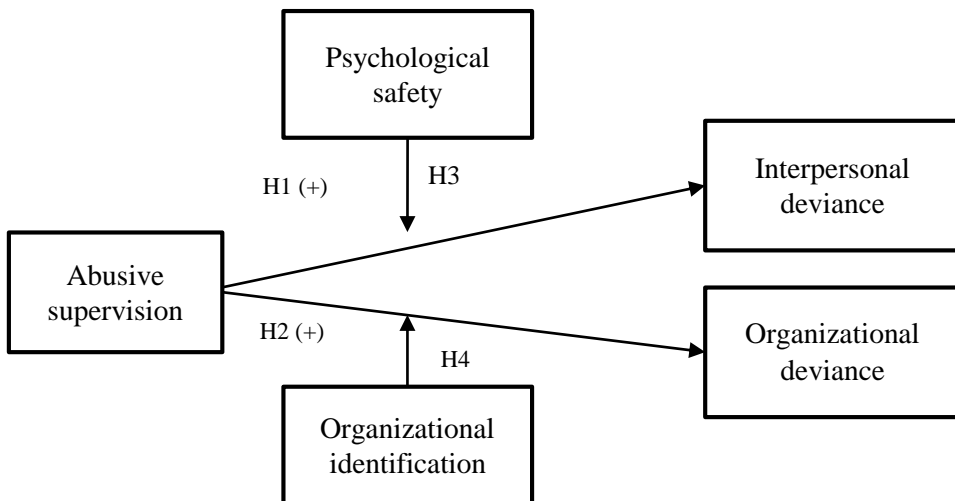 Psychological
safety
H1 (+)
H3
Interpersonal
deviance
Abusive
supervision
H2 (+)
H4
Organizational
deviance
Organizational
identification